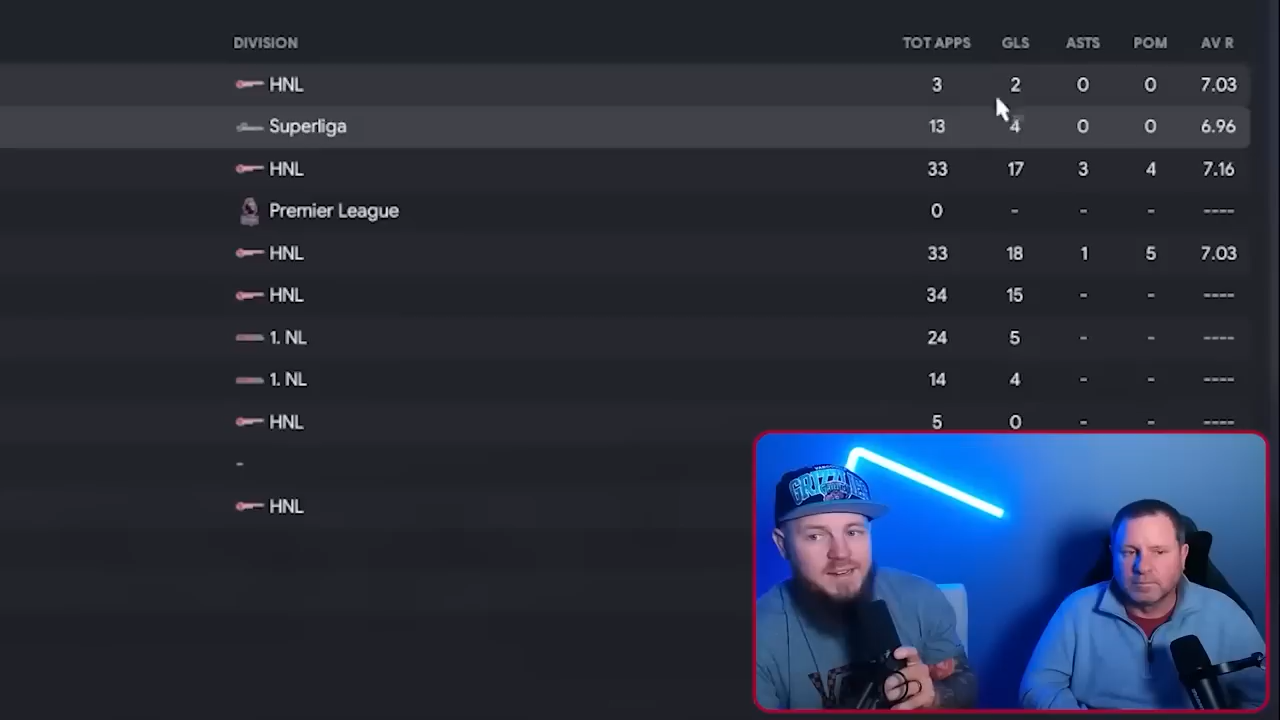 DIVISION TOT APPS GLS ASTS POM AV R
HNL 3 2 0 0 7.03
Superliga 13 4 0 0 6.96
HNL 33 17 3 4 7.16
Premier League 0 - - - ----
HNL 33 18 1 5 7.03
HNL 34 15 - - ----
1. NL 24 5 - - ----
1. NL 14 4 - - ----
HNL 5 0 - - ----
-
HNL
GRIZZLIES